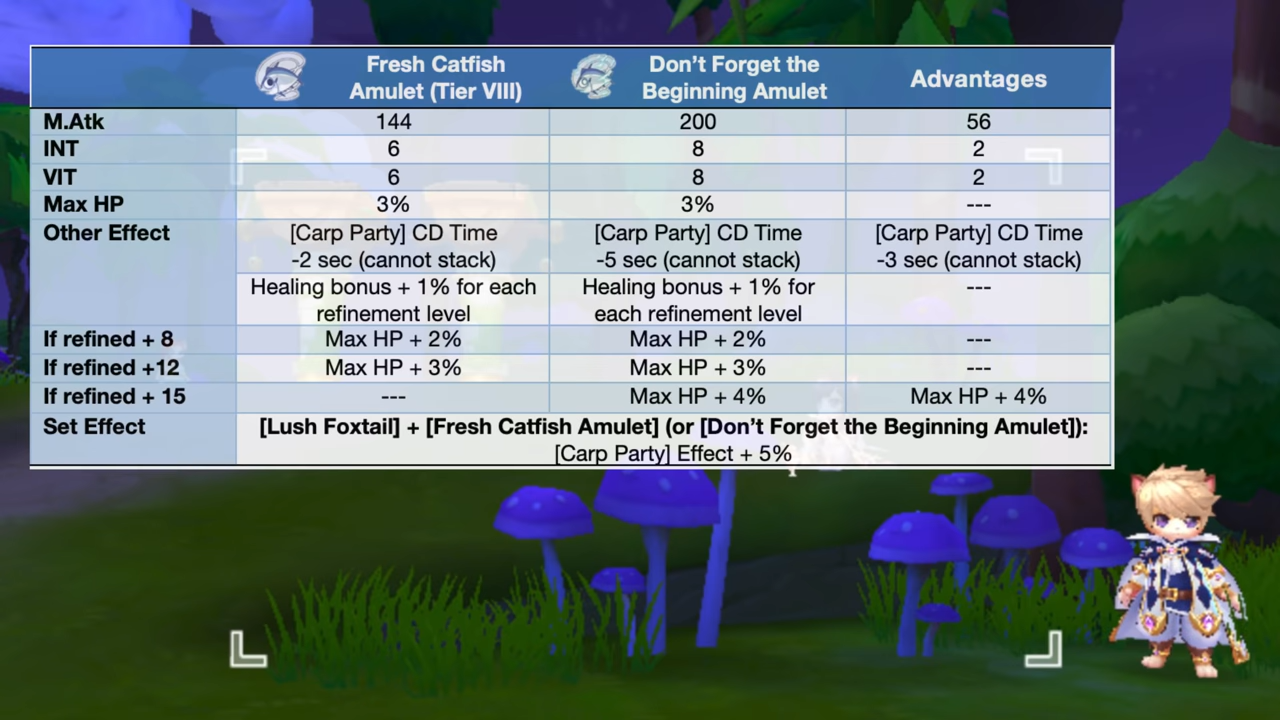 Fresh Catfish
Amulet (Tier VIII)
Don’t Forget the
Beginning Amulet
Advantages
M.Atk 144 200 56
INT 6 8 2
VIT 6 8 2
Max HP 3% 3% ---
Other Effect [Carp Party] CD Time [Carp Party] CD Time [Carp Party] CD Time
-2 sec (cannot stack) -5 sec (cannot stack) -3 sec (cannot stack)
Healing bonus + 1% for each Healing bonus + 1% for ---
refinement level each refinement level
If refined + 8 Max HP + 2% Max HP + 2% ---
If refined +12 Max HP + 3% Max HP + 3% ---
If refined + 15 --- Max HP + 4% Max HP + 4%
Set Effect [Lush Foxtail] + [Fresh Catfish Amulet] (or [Don’t Forget the Beginning Amulet]):
[Carp Party] Effect + 5%